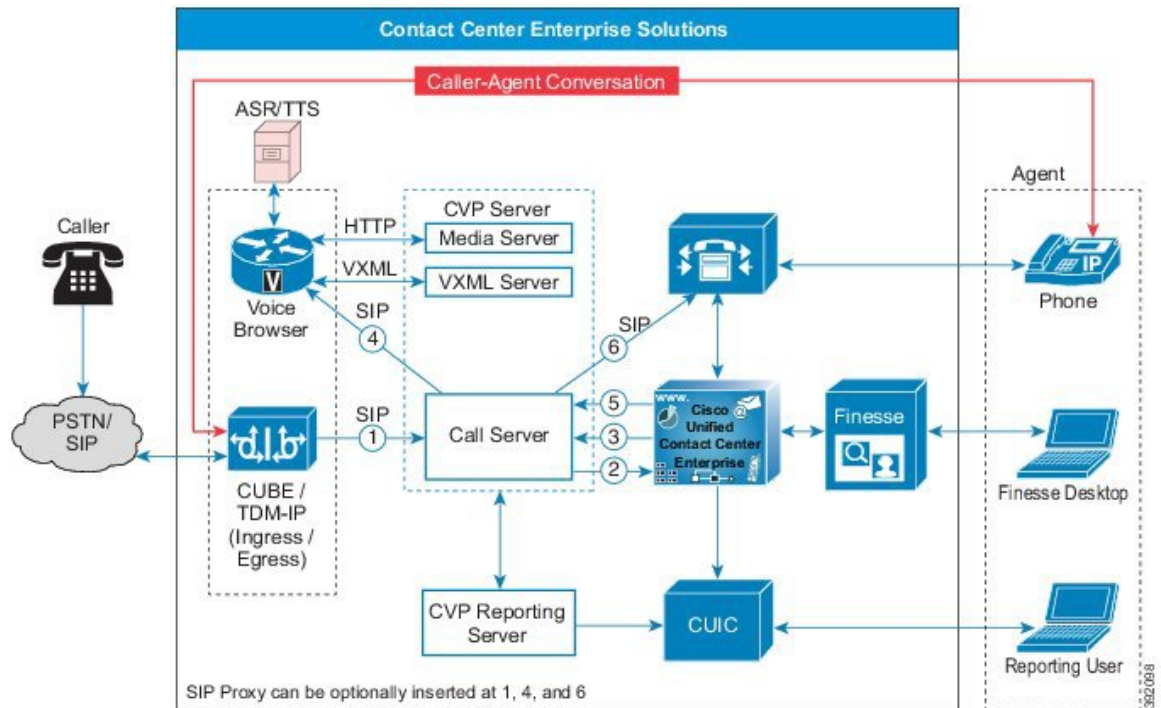 Contact Center Enterprise Solutions
Caller-Agent Conversation
ASR/TTS
Agent
Caller
CVP Server
HTTP
Media Server
VXML
VXML Server
IP
V
Voice
Browser
Phone
SIP
4
SIP
6
PSTN/
SIP
SIP
1
Call Server
5
3
2
www.
@
Cisco
Unified
Contact Center
Enterprise
Finesse
CUBE /
TDM-IP
(Ingress /
Egress)
Finesse Desktop
CVP Reporting
Server
CUIC
Reporting User
SIP Proxy can be optionally inserted at 1, 4, and 6
392098